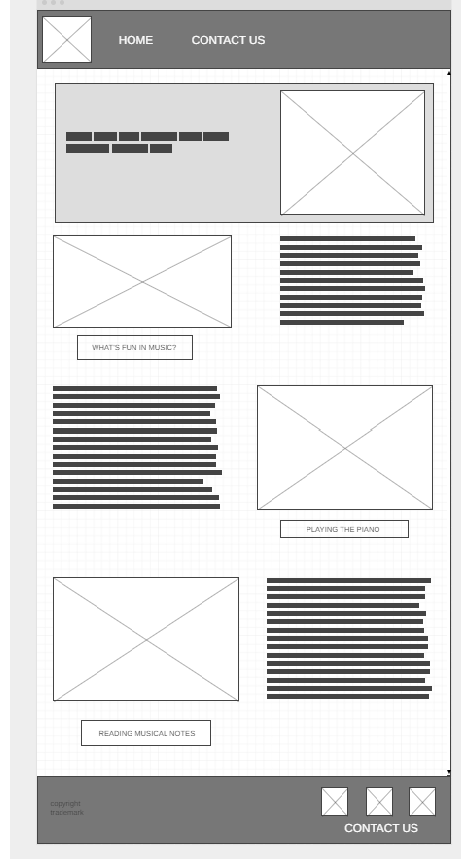 HOME CONTACT US
WHAT'S FUN IN MUSIC?
PLAYING THE PIANO
READING MUSICAL NOTES
copyright
trademark
CONTACT US